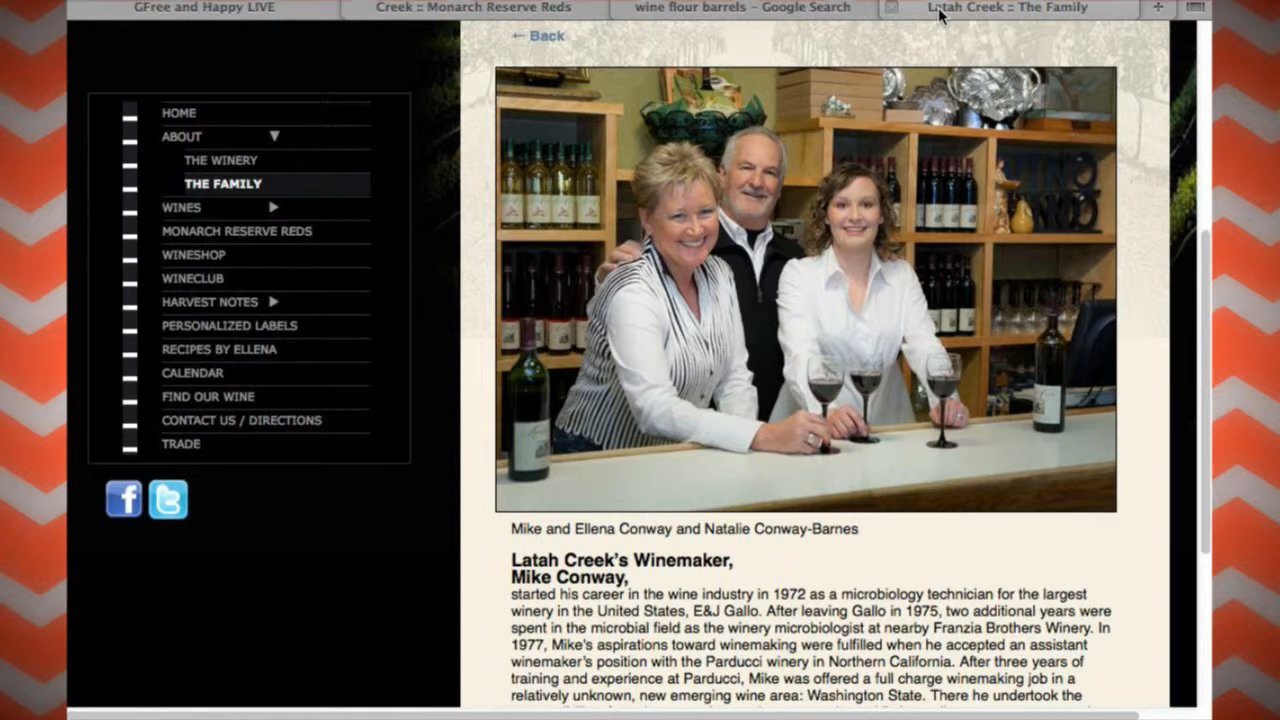 GFree and Happy LIVE
Creek :: Monarch Reserve Reds
wine flour barrels – Google Search
Latah Creek :: The Family
← Back
HOME
ABOUT
THE WINERY
THE FAMILY
WINES
MONARCH RESERVE REDS
WINESHOP
WINECLUB
HARVEST NOTES
PERSONALIZED LABELS
RECIPES BY ELLENA
CALENDAR
FIND OUR WINE
CONTACT US / DIRECTIONS
TRADE
VINO
Mike and Ellena Conway and Natalie Conway-Barnes
Latah Creek's Winemaker,
Mike Conway,
started his career in the wine industry in 1972 as a microbiology technician for the largest
winery in the United States, E&J Gallo. After leaving Gallo in 1975, two additional years were
spent in the microbial field as the winery microbiologist at nearby Franzia Brothers Winery. In
1977, Mike's aspirations toward winemaking were fulfilled when he accepted an assistant
winemaker's position with the Parducci winery in Northern California. After three years of
training and experience at Parducci, Mike was offered a full charge winemaking job in a
relatively unknown, new emerging wine area: Washington State. There he undertook the